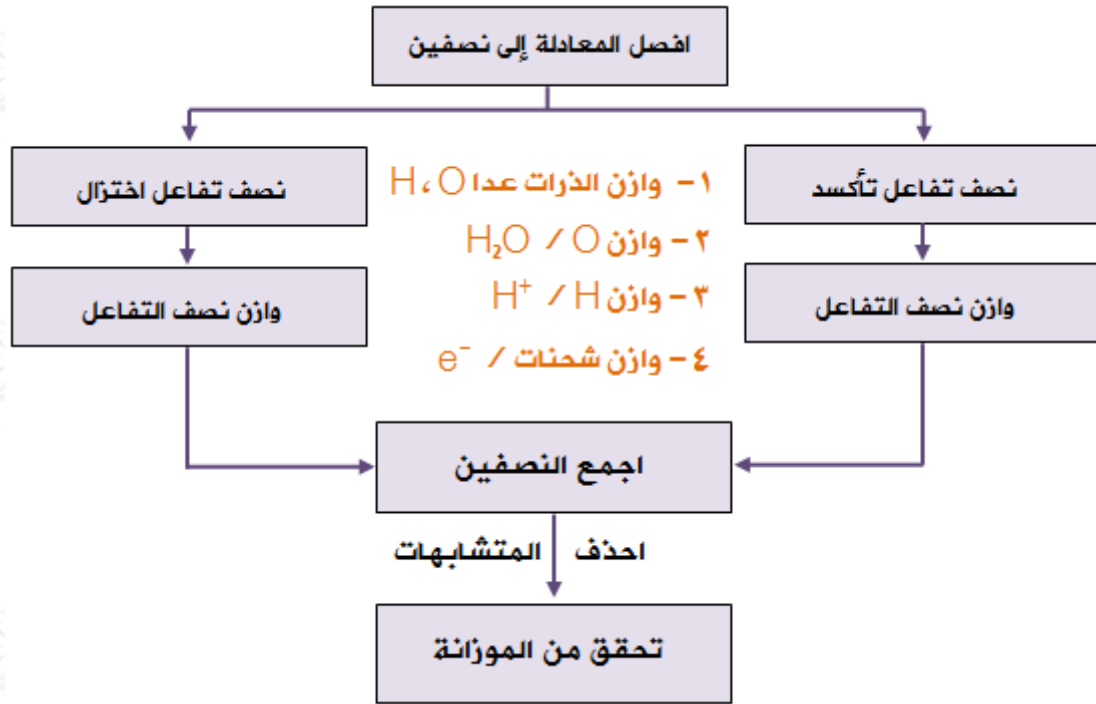 افصل المعادلة إلى نصفين
نصف تفاعل تأكسد
نصف تفاعل اختزال
١- وازن الذرات عدا H، O
٢- وازن H₂O / O
٣- وازن H⁺ / H
٤- وازن شحنات / e⁻
وازن نصف التفاعل
وازن نصف التفاعل
اجمع النصفين
احذف المتشابهات
تحقق من الموزانة